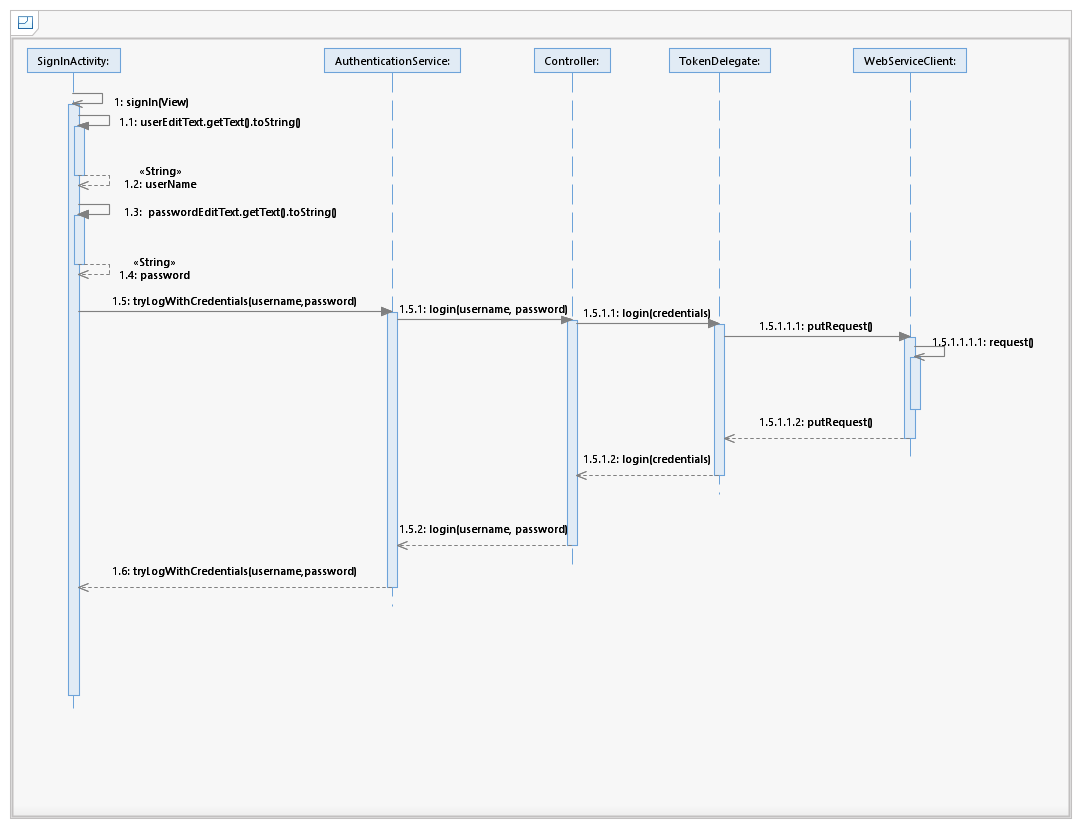 SignInActivity:
AuthenticationService:
Controller:
TokenDelegate:
WebServiceClient:
1: signIn(View)
1.1: userEditText.getText().toString()
«String»
1.2: userName
1.3: passwordEditText.getText().toString()
«String»
1.4: password
1.5: tryLogWithCredentials(username,password)
1.5.1: login(username, password)
1.5.1.1: login(credentials)
1.5.1.1.1: putRequest()
1.5.1.1.1.1: request()
1.5.1.1.2: putRequest()
1.5.1.2: login(credentials)
1.5.2: login(username, password)
1.6: tryLogWithCredentials(username,password)